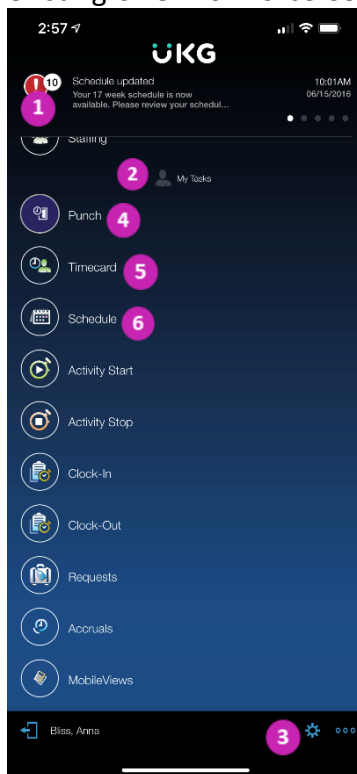 2:57
UKG
10
Schedule updated
10:01AM
Your 17 week schedule is now
06/15/2016
available. Please review your schedul...
1
Staffing
2
My Tasks
Punch
4
Timecard
5
Schedule
6
Activity Start
Activity Stop
Clock-In
Clock-Out
Requests
Accruals
MobileViews
Bliss, Anna
3